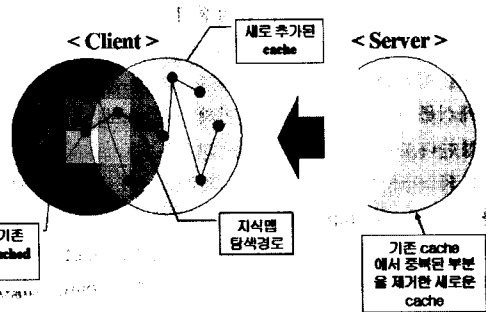 < Client >
새로 추가된
cache
< Server >
기존
ched
지식맵
탐색경로
기존 cache
에서 중복된 부분
을 제거한 새로운
cache